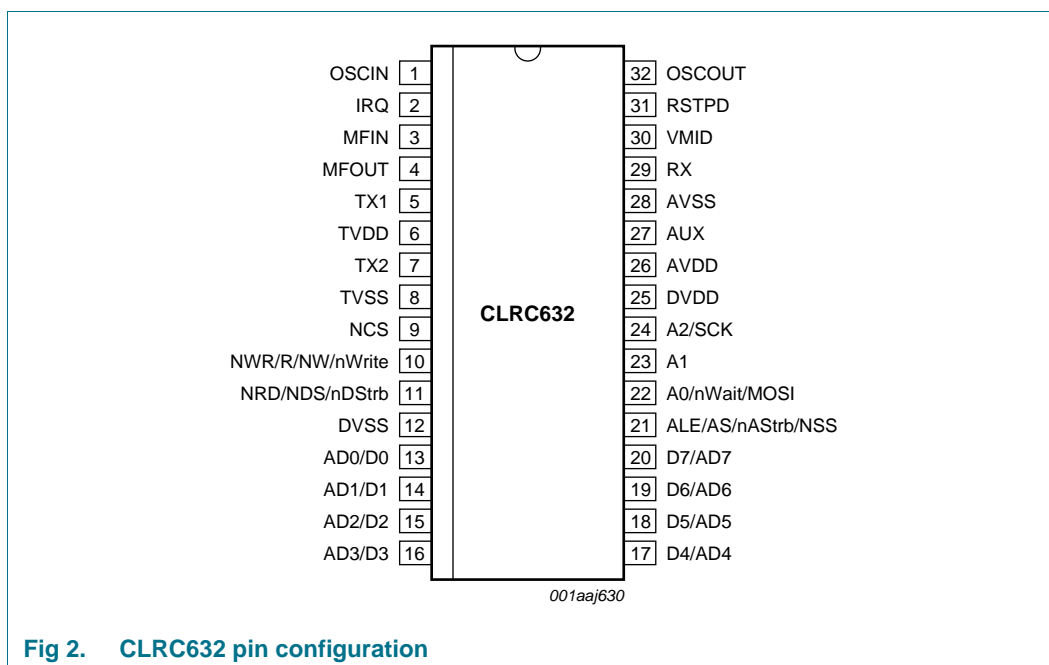 OSCIN 1 32 OSCOUT
IRQ 2 31 RSTPD
MFIN 3 30 VMID
MFOUT 4 29 RX
TX1 5 28 AVSS
TVDD 6 27 AUX
TX2 7 26 AVDD
TVSS 8 25 DVDD
CLRC632
NCS 9 24 A2/SCK
NWR/R/NW/nWrite 10 23 A1
NRD/NDS/nDStrb 11 22 A0/nWait/MOSI
DVSS 12 21 ALE/AS/nAStrb/NSS
AD0/D0 13 20 D7/AD7
AD1/D1 14 19 D6/AD6
AD2/D2 15 18 D5/AD5
AD3/D3 16 17 D4/AD4
001aaj630
Fig 2. CLRC632 pin configuration